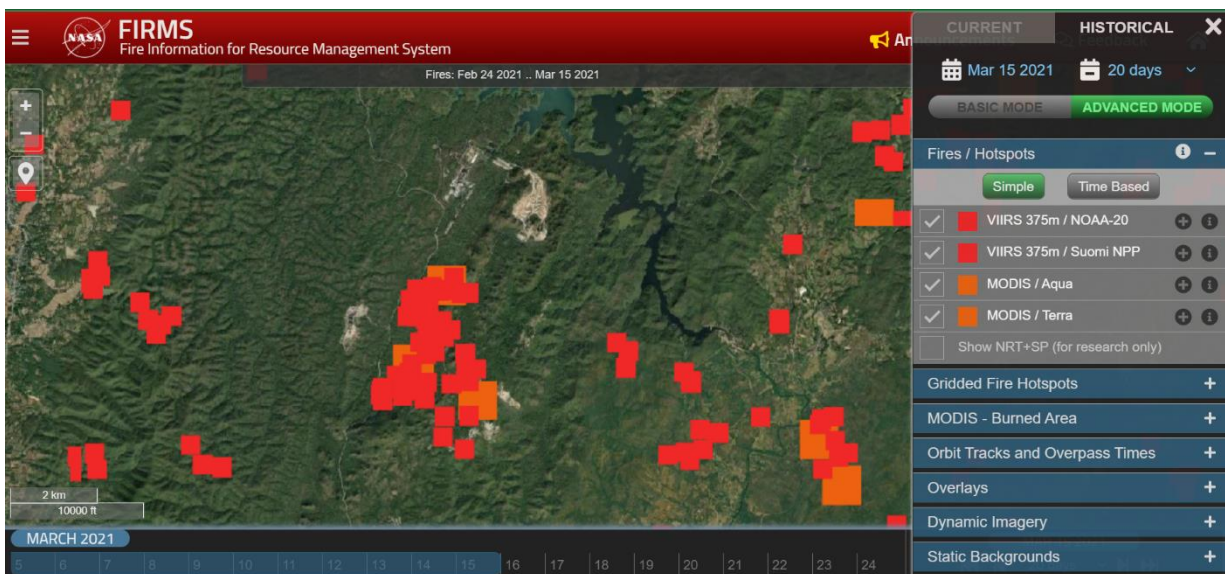 NASA
FIRMS
Fire Information for Resource Management System
Announcements
Feedback
Fires: Feb 24 2021 .. Mar 15 2021
+
−
2 km
10000 ft
MARCH 2021
5 6 7 8 9 10 11 12 13 14 15 16 17 18 19 20 21 22 23 24
CURRENT HISTORICAL X
Mar 15 2021 20 days
BASIC MODE ADVANCED MODE
Fires / Hotspots
Simple Time Based
VIIRS 375m / NOAA-20
VIIRS 375m / Suomi NPP
MODIS / Aqua
MODIS / Terra
Show NRT+SP (for research only)
Gridded Fire Hotspots +
MODIS - Burned Area +
Orbit Tracks and Overpass Times +
Overlays +
Dynamic Imagery +
Static Backgrounds +